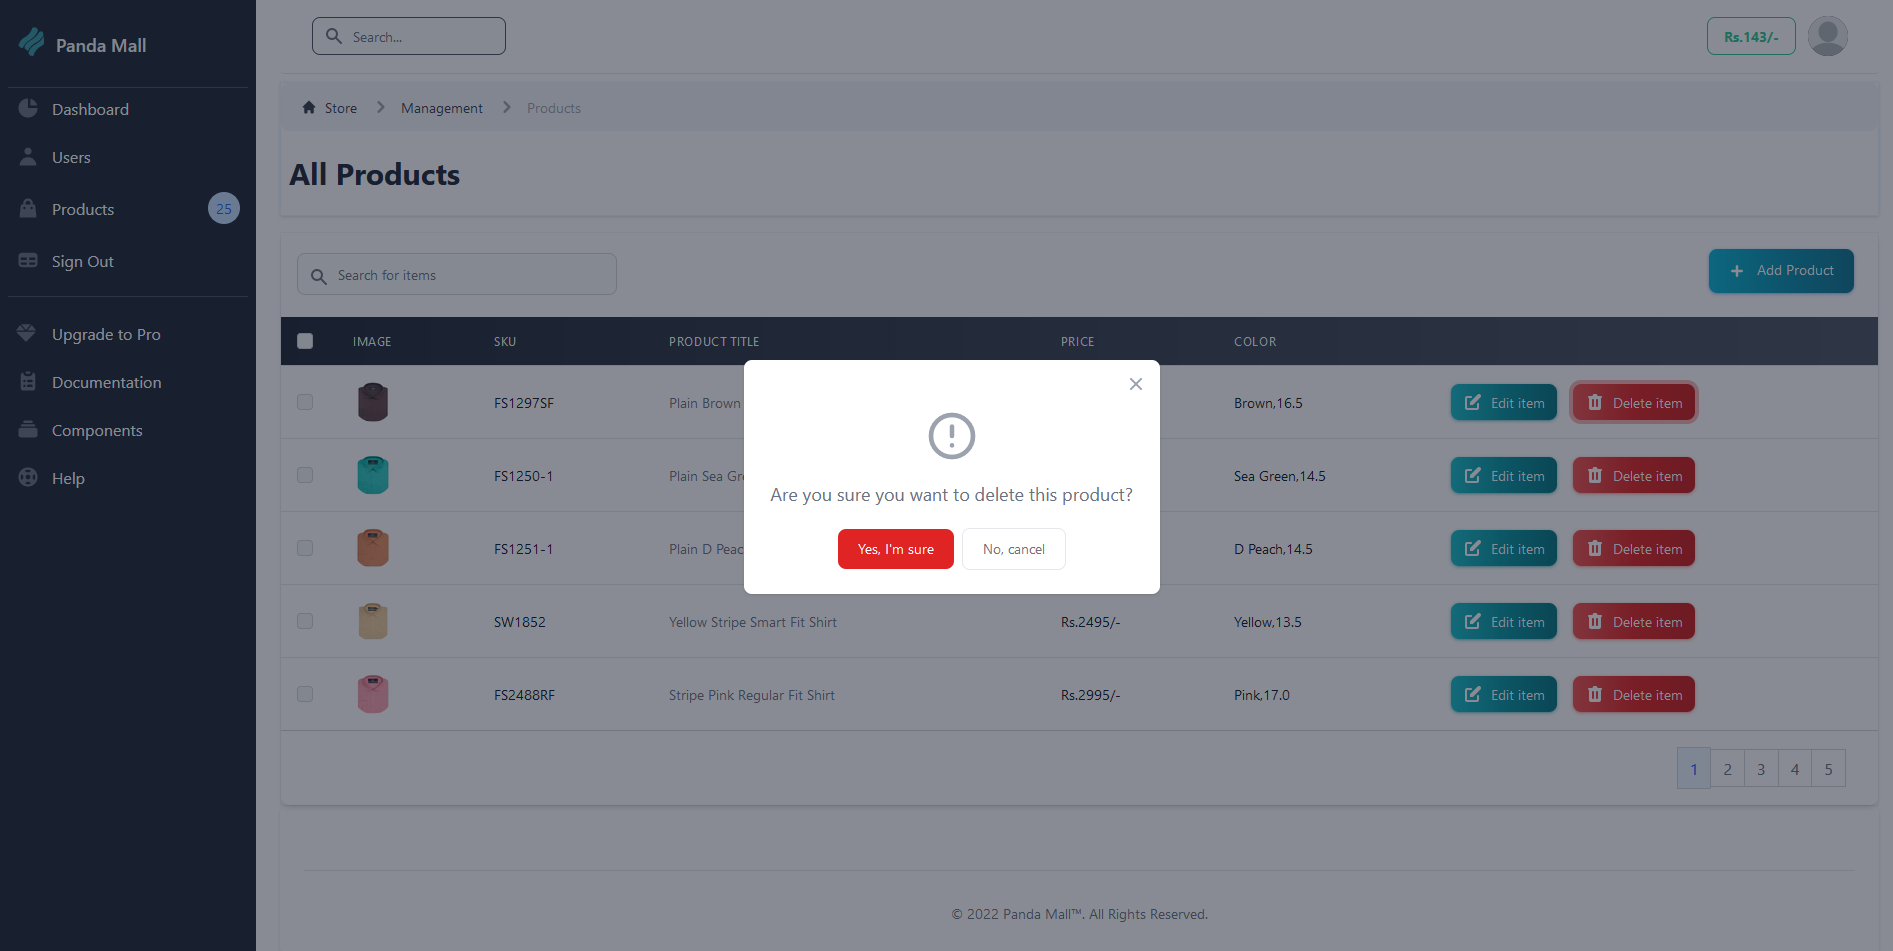 Panda Mall
Dashboard
Users
Products 25
Sign Out
Upgrade to Pro
Documentation
Components
Help
Search...
Rs.143/-
Store Management Products
All Products
Search for items
Add Product
IMAGE SKU PRODUCT TITLE PRICE COLOR
FS1297SF Plain Brown Brown,16.5 Edit item Delete item
FS1250-1 Plain Sea Sea Green,14.5 Edit item Delete item
FS1251-1 Plain D Peac D Peach,14.5 Edit item Delete item
SW1852 Yellow Stripe Smart Fit Shirt Rs.2495/- Yellow,13.5 Edit item Delete item
FS2488RF Stripe Pink Regular Fit Shirt Rs.2995/- Pink,17.0 Edit item Delete item
Are you sure you want to delete this product?
Yes, I'm sure No, cancel
1 2 3 4 5
© 2022 Panda Mall™. All Rights Reserved.